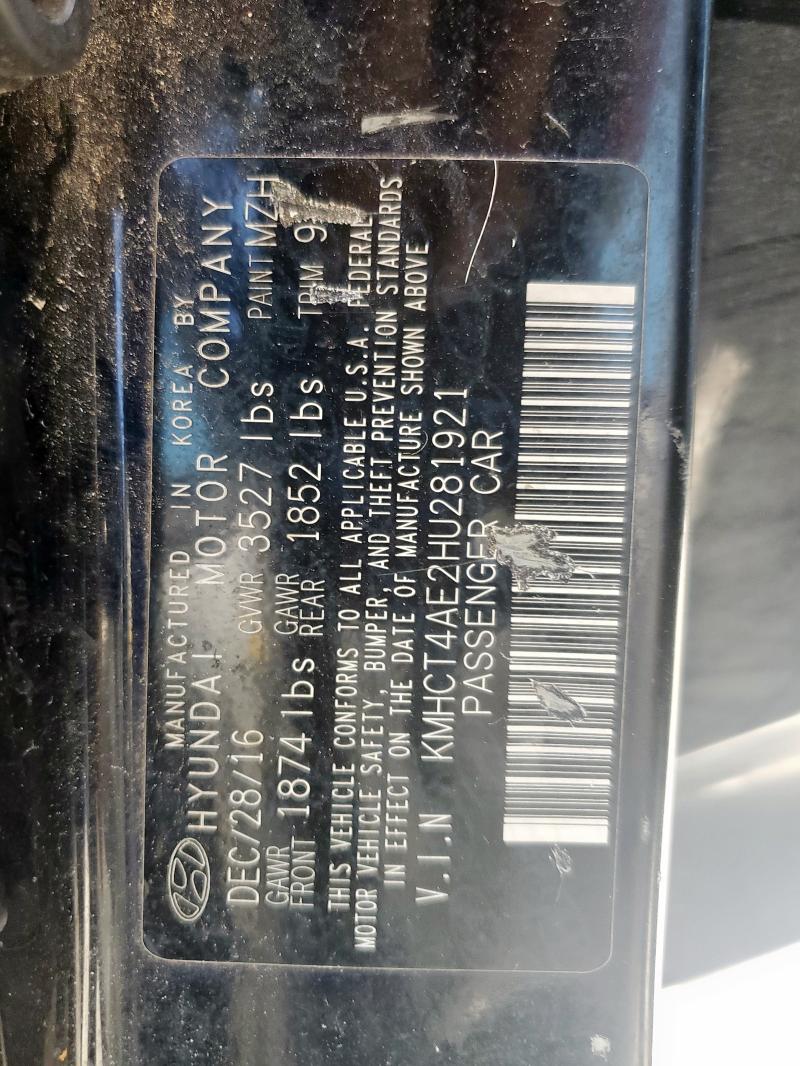 MANUFACTURED IN KOREA BY
HYUNDAI MOTOR COMPANY
DEC/28/16 GVWR 3527 lbs PAINT MZH
GAWR FRONT 1874 lbs GAWR REAR 1852 lbs TRIM 9
THIS VEHICLE CONFORMS TO ALL APPLICABLE U.S.A. FEDERAL
MOTOR VEHICLE SAFETY, BUMPER, AND THEFT PREVENTION STANDARDS
IN EFFECT ON THE DATE OF MANUFACTURE SHOWN ABOVE
V.I.N KMHCT4AE2HU281921
PASSENGER CAR